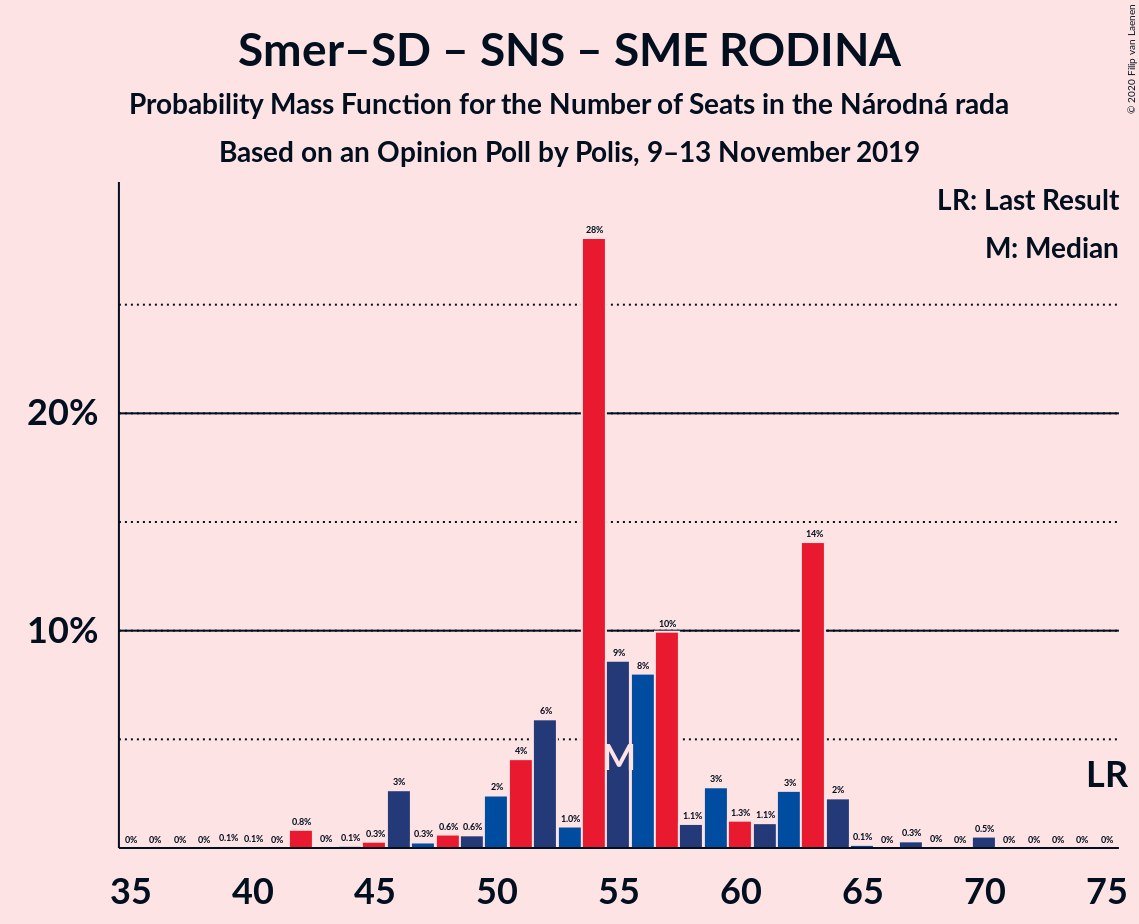 Smer–SD – SNS – SME RODINA
Probability Mass Function for the Number of Seats in the Národná rada
Based on an Opinion Poll by Polis, 9–13 November 2019
© 2020 Filip van Laenen
LR: Last Result
M: Median
20%
10%
0% 0% 0% 0% 0.1% 0.1% 0% 0.8% 0% 0.1% 0.3% 3% 0.3% 0.6% 0.6% 2% 4% 6% 1.0% 28% 9% 8% 10% 1.1% 3% 1.3% 1.1% 3% 14% 2% 0.1% 0% 0.3% 0% 0% 0.5% 0% 0% 0% 0% 0%
M
LR
35 40 45 50 55 60 65 70 75